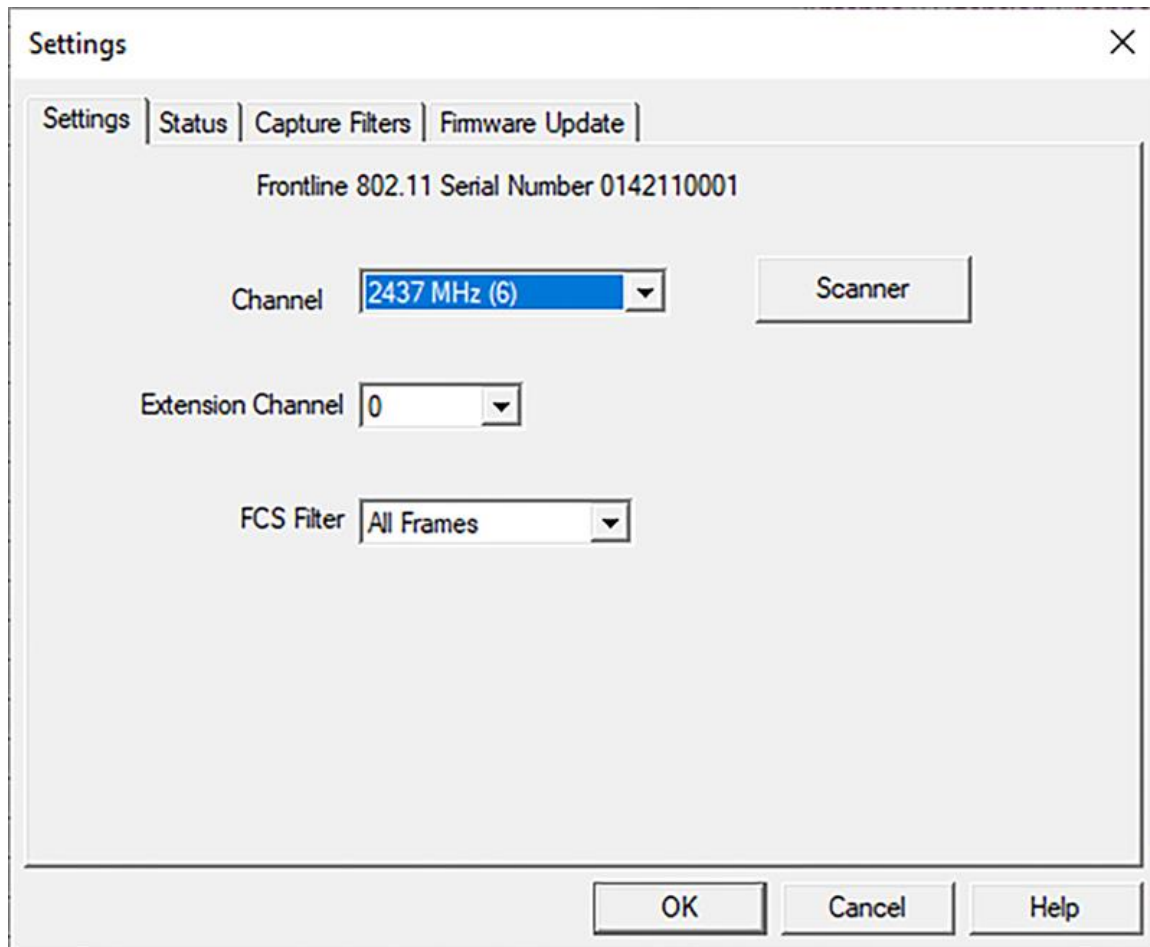 Settings
Settings Status Capture Filters Firmware Update
Frontline 802.11 Serial Number 0142110001
Channel 2437 MHz (6) Scanner
Extension Channel 0
FCS Filter All Frames
OK Cancel Help